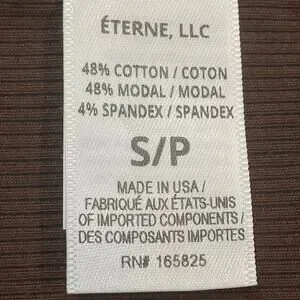 ÉTERNE, LLC
48% COTTON / COTON
48% MODAL / MODAL
4% SPANDEX / SPANDEX
S/P
MADE IN USA /
FABRIQUÉ AUX ÉTATS-UNIS
OF IMPORTED COMPONENTS /
DES COMPOSANTS IMPORTES
RN# 165825